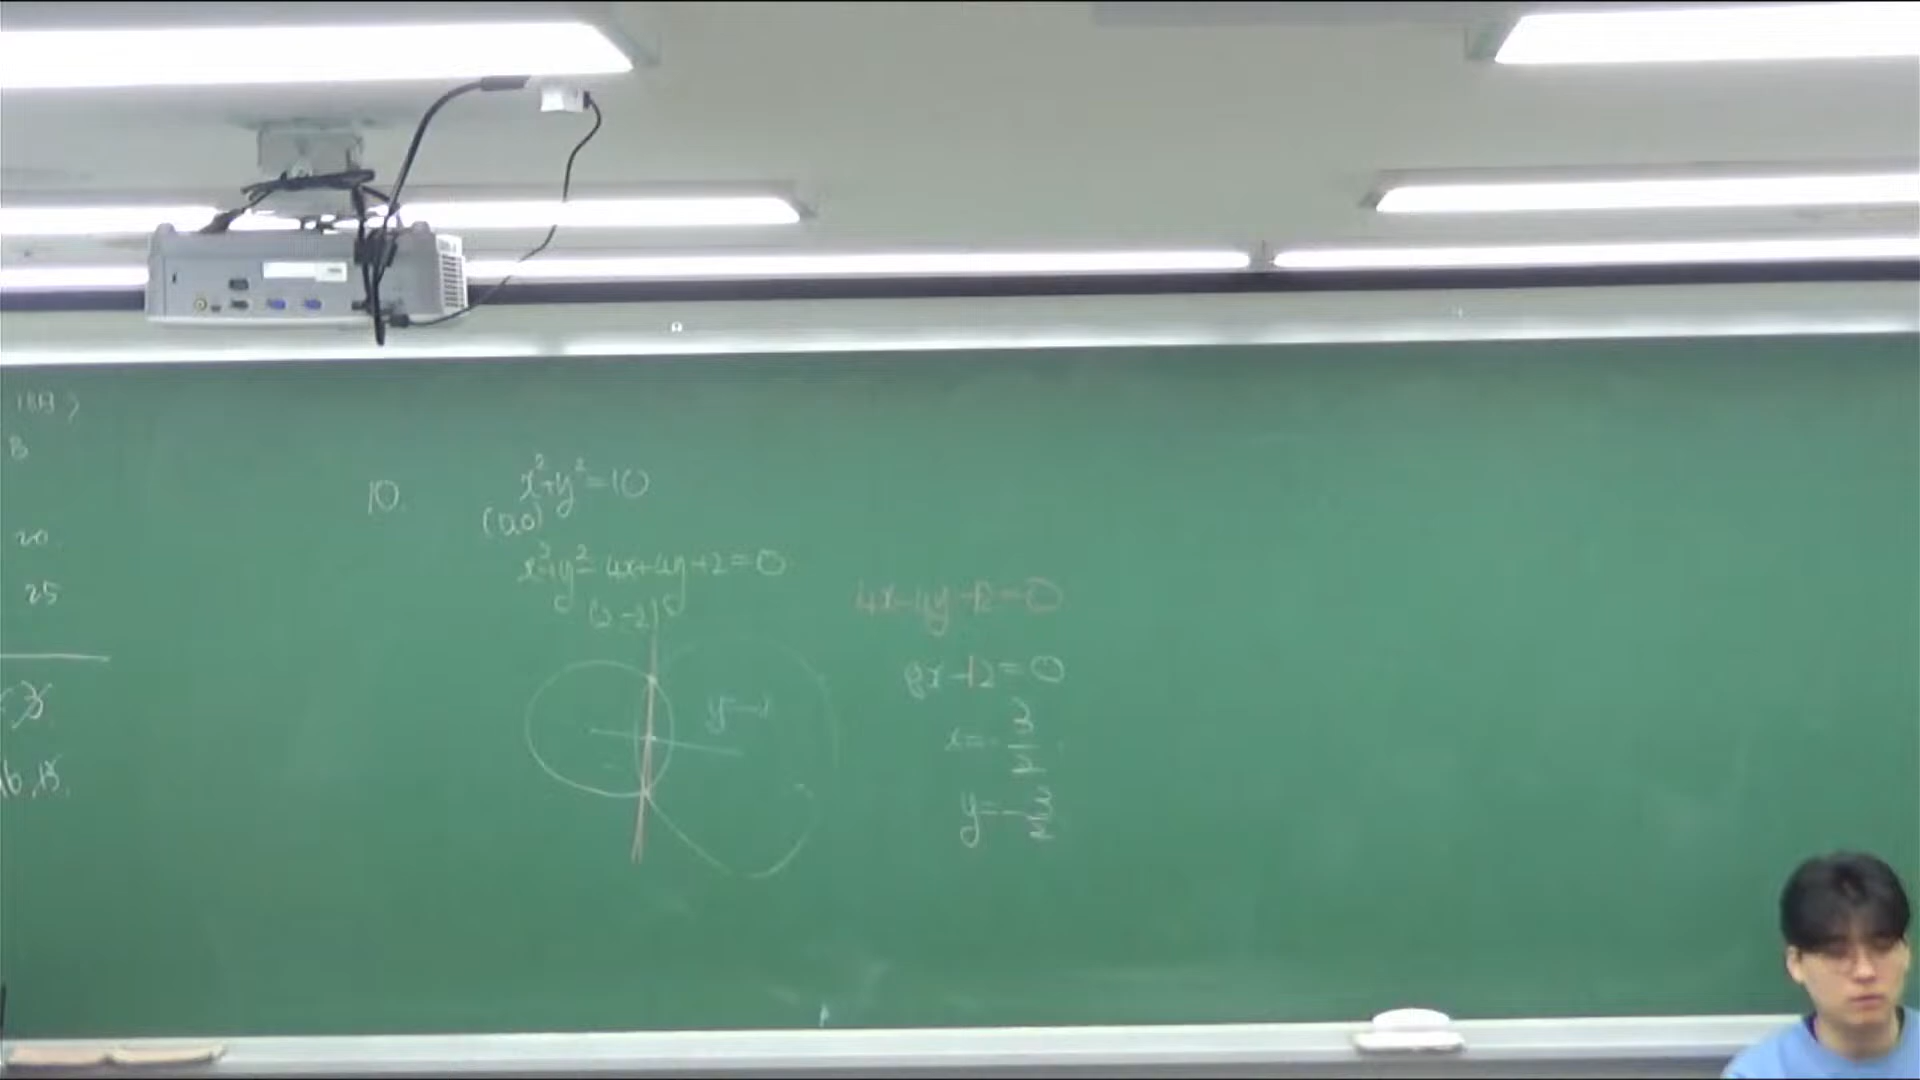 B
20
25
10.
x²+y²=10
(0,0)
x²+y²-4x+4y+2=0
(2,-2)
4x-4y-12=0
8x-12=0
y=-x
x=-3/2
y=-3/2